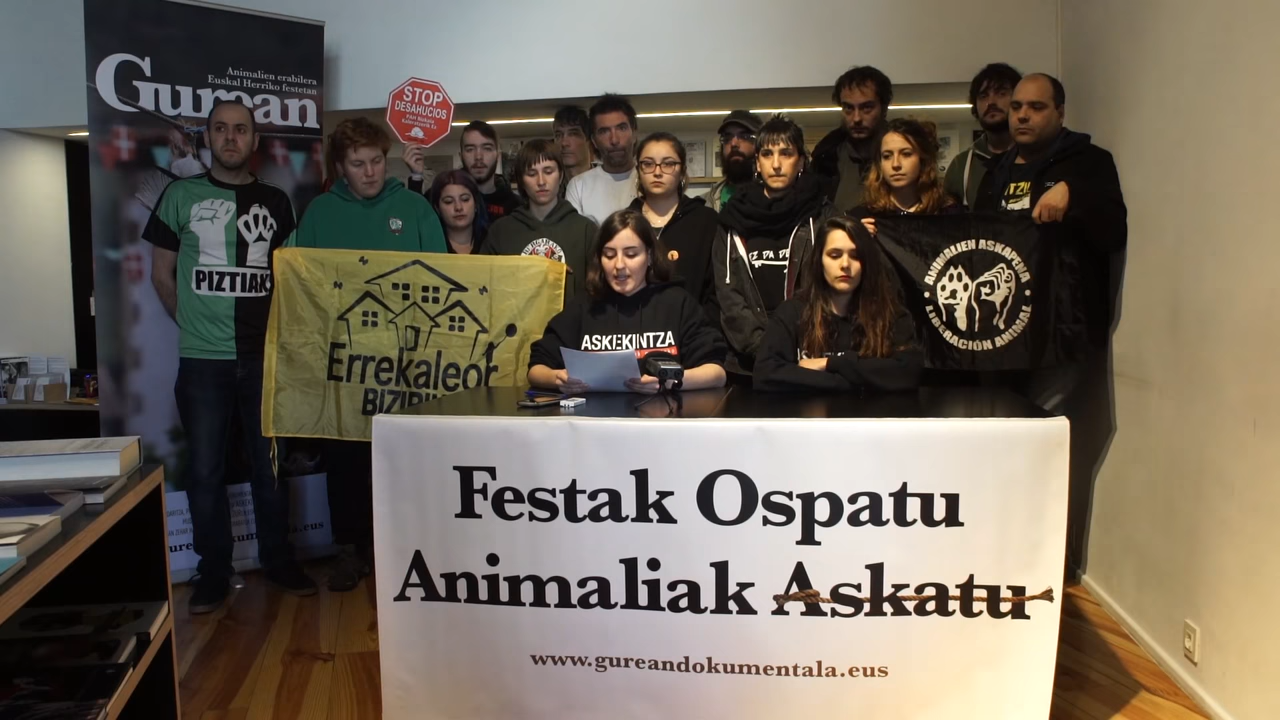 Animalien erabilera
Euskal Herriko festetan
Gurean
STOP
DESAHUCIOS
PIZTIAK
Errekaleor
BIZIRIK
ASKEKINTZA
ANIMALIEN ASKAPENA
LIBERACIÓN ANIMAL
Festak Ospatu
Animaliak Askatu
www.gureandokumentala.eus